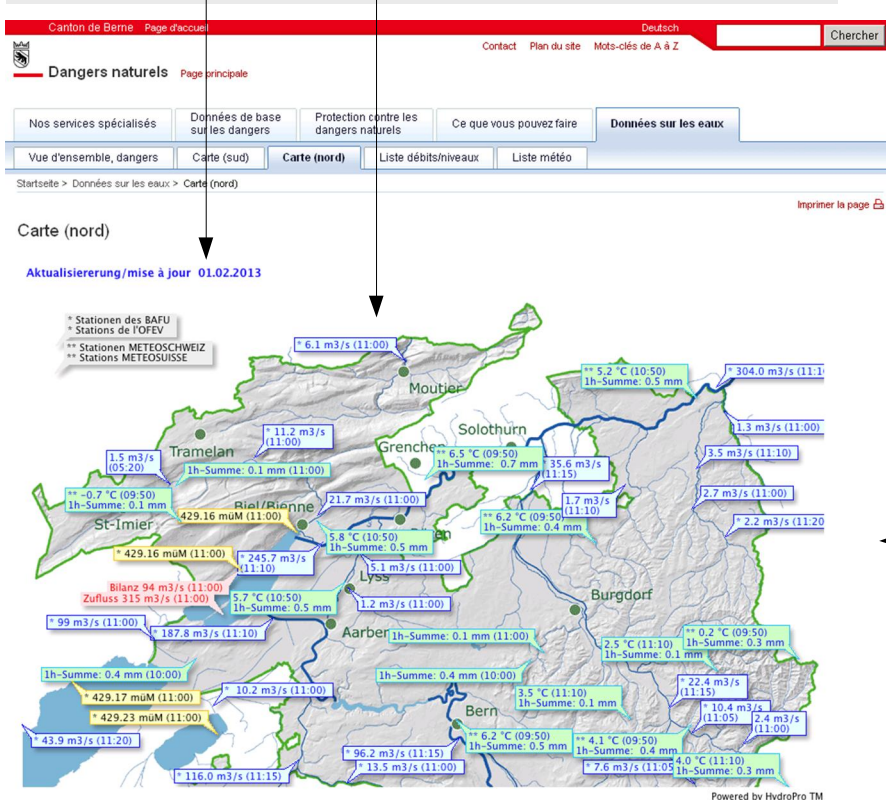 Canton de Berne Page d'accueil
Deutsch
Chercher
Contact Plan du site Mots-clés de A à Z
Dangers naturels Page principale
Nos services spécialisés
Données de base
sur les dangers
Protection contre les
dangers naturels
Ce que vous pouvez faire
Données sur les eaux
Vue d'ensemble, dangers
Carte (sud)
Carte (nord)
Liste débits/niveaux
Liste météo
Startseite > Données sur les eaux > Carte (nord)
Imprimer la page
Carte (nord)
Aktualisiererung/mise à jour 01.02.2013
* Stationen des BAFU
* Stations de l'OFEV
** Stationen METEOSCHWEIZ
** Stations METEOSUISSE
* 6.1 m3/s (11:00)
Moutier
** 5.2 °C (10:50)
1h-Summe: 0.5 mm
* 304.0 m3/s (11:1
1.3 m3/s (11:00)
Tramelan
* 11.2 m3/s
(11:00)
Solothurn
Grenchen
** 6.5 °C (09:50)
1h-Summe: 0.7 mm
* 35.6 m3/s
(11:15)
3.5 m3/s (11:10)
1.5 m3/s
(05:20)
1h-Summe: 0.1 mm (11:00)
** -0.7 °C (09:50)
1h-Summe: 0.1 mm
St-Imier
Biel/Bienne
429.16 müM (11:00)
21.7 m3/s (11:00)
1.7 m3/s
(11:10)
2.7 m3/s (11:00)
** 6.2 °C (09:50)
1h-Summe: 0.4 mm
* 2.2 m3/s (11:20
5.8 °C (10:50)
1h-Summe: 0.5 mm
en
* 429.16 müM (11:00)
* 245.7 m3/s
(11:10)
5.1 m3/s (11:00)
Lyss
Bilanz 94 m3/s (11:00)
Zufluss 315 m3/s (11:00)
5.7 °C (10:50)
1h-Summe: 0.5 mm
1.2 m3/s (11:00)
Burgdorf
* 99 m3/s (11:00)
* 187.8 m3/s (11:10)
Aarber
1h-Summe: 0.1 mm (11:00)
2.5 °C (11:10)
1h-Summe: 0.1 mm
** 0.2 °C (09:50)
1h-Summe: 0.3 mm
1h-Summe: 0.4 mm (10:00)
1h-Summe: 0.4 mm (10:00)
* 429.17 müM (11:00)
* 10.2 m3/s (11:00)
3.5 °C (11:10)
1h-Summe: 0.1 mm
* 22.4 m3/s
(11:15)
* 429.23 müM (11:00)
Bern
* 10.4 m3/s
(11:05)
2.4 m3/s
(11:00)
* 43.9 m3/s (11:20)
** 6.2 °C (09:50)
1h-Summe: 0.5 mm
** 4.1 °C (09:50)
1h-Summe: 0.4 mm
* 96.2 m3/s (11:15)
* 13.5 m3/s (11:00)
* 7.6 m3/s (11:05
4.0 °C (11:10)
1h-Summe: 0.3 mm
* 116.0 m3/s (11:15)
Powered by HydroPro TM